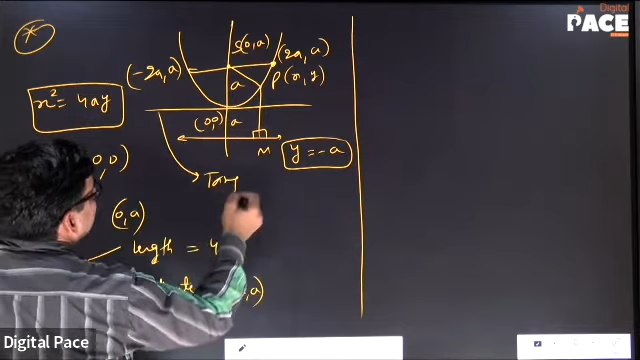 Digital
PACE
S(0,a)
(2a, a)
(-2a, a)
P(x, y)
a
x² = 4ay
(0,0)
a
M
y = -a
0,0)
Tang
(0,a)
length = 4
, a)
Digital Pace